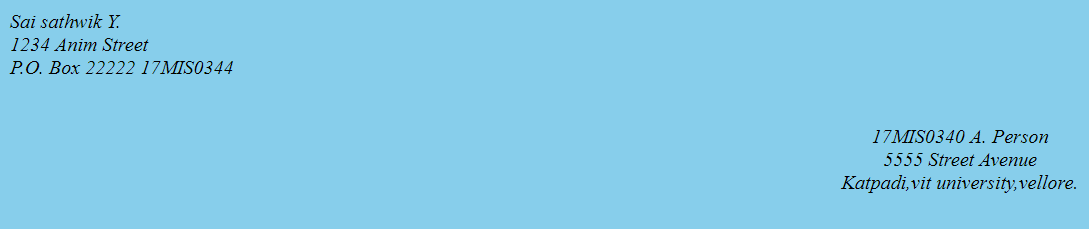 Sai sathwik Y.
1234 Anim Street
P.O. Box 22222 17MIS0344
17MIS0340 A. Person
5555 Street Avenue
Katpadi,vit university,vellore.